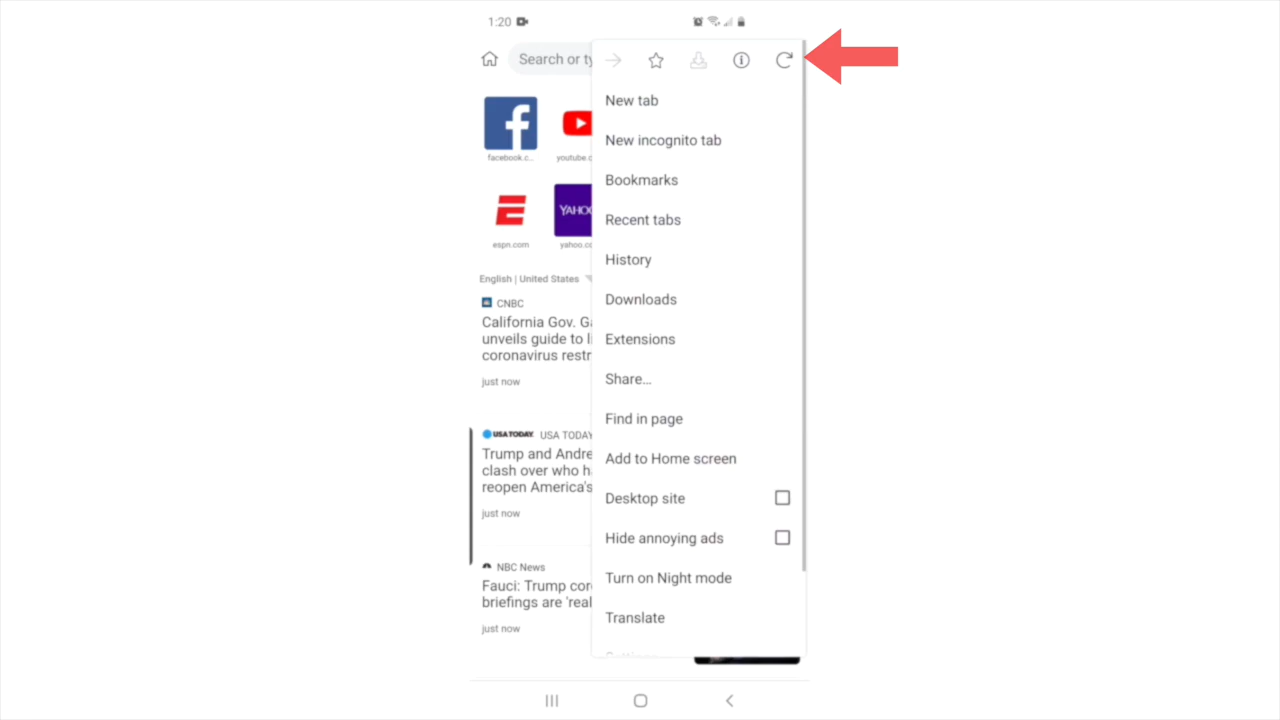 1:20
Search or ty
facebook.c...
youtube.c
YAHOO
espn.com
yahoo.co
English | United States
CNBC
California Gov. Ga
unveils guide to li
coronavirus restr
just now
USA TODAY. USA TODAY
Trump and Andre
clash over who ha
reopen America's
just now
NBC News
Fauci: Trump cor
briefings are 'real
just now
New tab
New incognito tab
Bookmarks
Recent tabs
History
Downloads
Extensions
Share...
Find in page
Add to Home screen
Desktop site
Hide annoying ads
Turn on Night mode
Translate